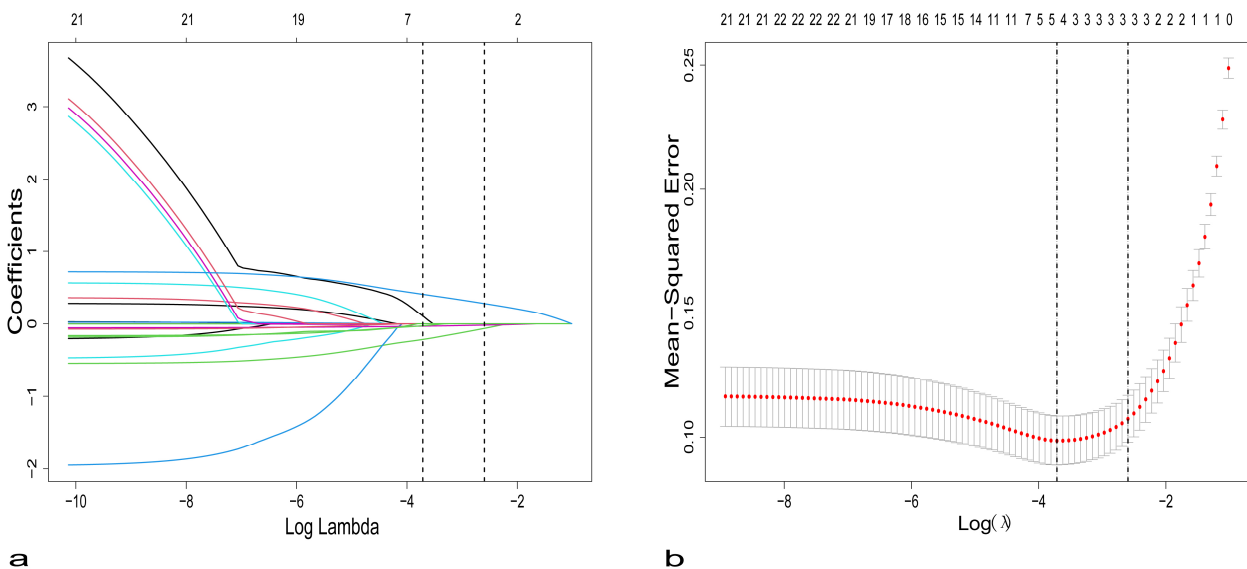 21 21 19 7 2
Coefficients
3
2
1
0
−1
−2
−10 −8 −6 −4 −2
Log Lambda
a
21 21 21 22 22 22 22 21 19 17 18 16 15 15 14 11 11 7 5 5 4 3 3 3 3 3 2 2 2 1 1 1 0
Mean−Squared Error
0.25
0.20
0.15
0.10
−8 −6 −4 −2
Log(λ)
b